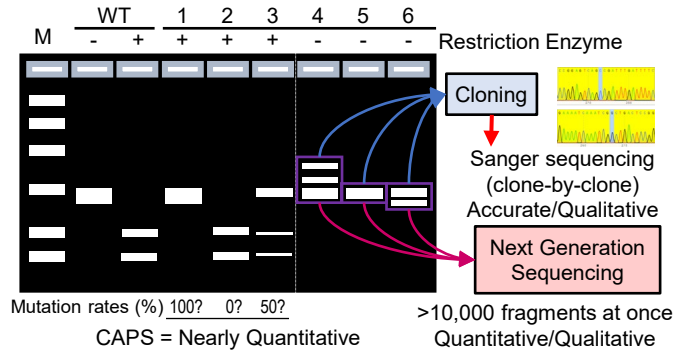 WT 1 2 3 4 5 6
M - + + + + - - - Restriction Enzyme
Cloning
Sanger sequencing
(clone-by-clone)
Accurate/Qualitative
Next Generation
Sequencing
Mutation rates (%) 100? 0? 50?
>10,000 fragments at once
CAPS = Nearly Quantitative
Quantitative/Qualitative